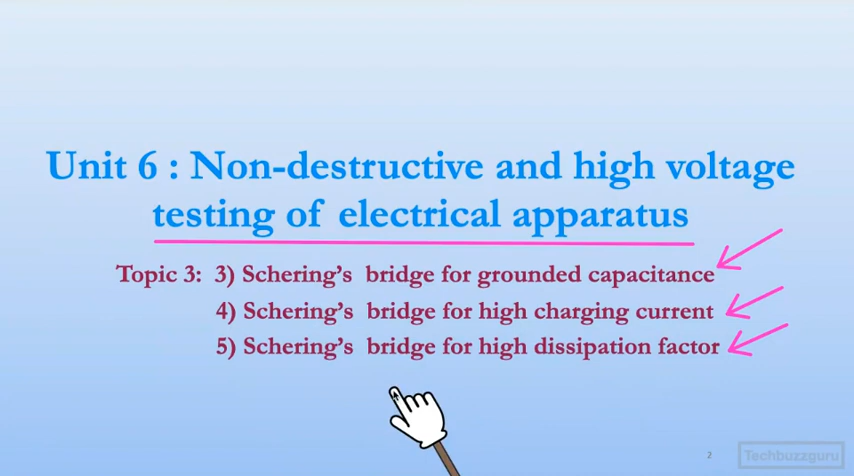 Unit 6 : Non-destructive and high voltage
testing of electrical apparatus
Topic 3: 3) Schering's bridge for grounded capacitance
4) Schering's bridge for high charging current
5) Schering's bridge for high dissipation factor
2
Techbuzzguru